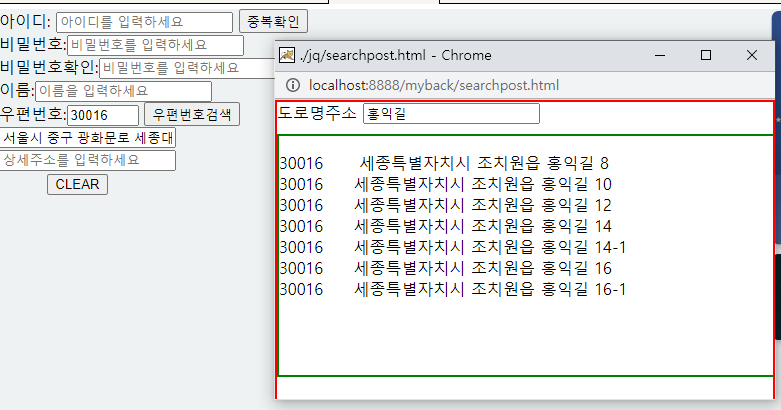 아이디: 아이디를 입력하세요 중복확인
비밀번호:비밀번호를 입력하세요
비밀번호확인:비밀번호를 입력하세요
이름:이름을 입력하세요
우편번호:30016 우편번호검색
서울시 중구 광화문로 세종대
상세주소를 입력하세요
CLEAR
./jq/searchpost.html - Chrome
localhost:8888/myback/searchpost.html
도로명주소 홍익길
30016 세종특별자치시 조치원읍 홍익길 8
30016 세종특별자치시 조치원읍 홍익길 10
30016 세종특별자치시 조치원읍 홍익길 12
30016 세종특별자치시 조치원읍 홍익길 14
30016 세종특별자치시 조치원읍 홍익길 14-1
30016 세종특별자치시 조치원읍 홍익길 16
30016 세종특별자치시 조치원읍 홍익길 16-1